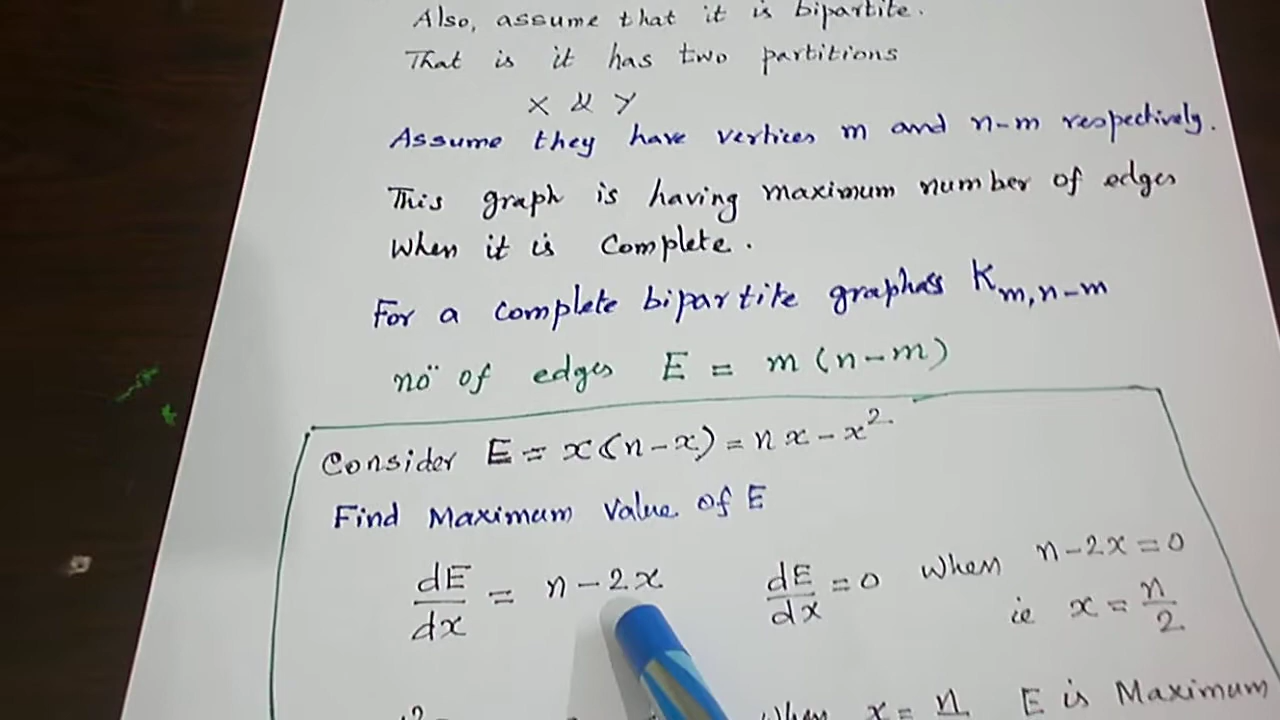 Also, assume that it is bipartite.
That is it has two partitions
X & Y
Assume they have vertices m and n-m respectively.
This graph is having maximum number of edges
when it is complete.
For a complete bipartite graphs K_{m,n-m}
no of edges E = m(n-m)
Consider E = x(n-x) = nx - x²
Find Maximum Value of E
dE/dx = n-2x dE/dx = 0 when n-2x=0
ie x = n/2
When x = n E is Maximum